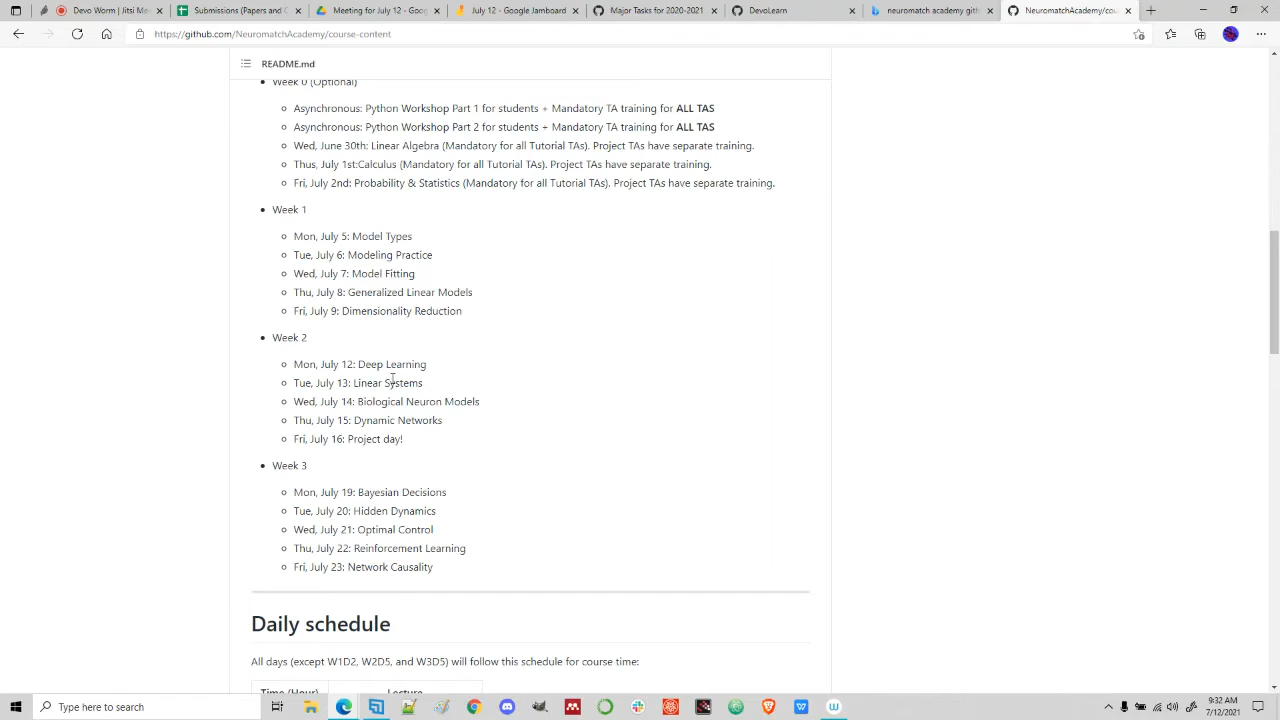 Devo Worm | Jitsi Me
Submissions (Papers and C
Meeting for July 12 - Goog
July 12 - Google Jamboard
Major Tasks for 2020-2021
DevoLearn
neuromatch academy gith
NeuromatchAcademy/cou
https://github.com/NeuromatchAcademy/course-content
README.md
Week 0 (Optional)
Asynchronous: Python Workshop Part 1 for students + Mandatory TA training for ALL TAS
Asynchronous: Python Workshop Part 2 for students + Mandatory TA training for ALL TAS
Wed, June 30th: Linear Algebra (Mandatory for all Tutorial TAs). Project TAs have separate training.
Thus, July 1st:Calculus (Mandatory for all Tutorial TAs). Project TAs have separate training.
Fri, July 2nd: Probability & Statistics (Mandatory for all Tutorial TAs). Project TAs have separate training.
Week 1
Mon, July 5: Model Types
Tue, July 6: Modeling Practice
Wed, July 7: Model Fitting
Thu, July 8: Generalized Linear Models
Fri, July 9: Dimensionality Reduction
Week 2
Mon, July 12: Deep Learning
Tue, July 13: Linear Systems
Wed, July 14: Biological Neuron Models
Thu, July 15: Dynamic Networks
Fri, July 16: Project day!
Week 3
Mon, July 19: Bayesian Decisions
Tue, July 20: Hidden Dynamics
Wed, July 21: Optimal Control
Thu, July 22: Reinforcement Learning
Fri, July 23: Network Causality
Daily schedule
All days (except W1D2, W2D5, and W3D5) will follow this schedule for course time:
Time (Hour) Lecture
Type here to search
9:32 AM
7/12/2021